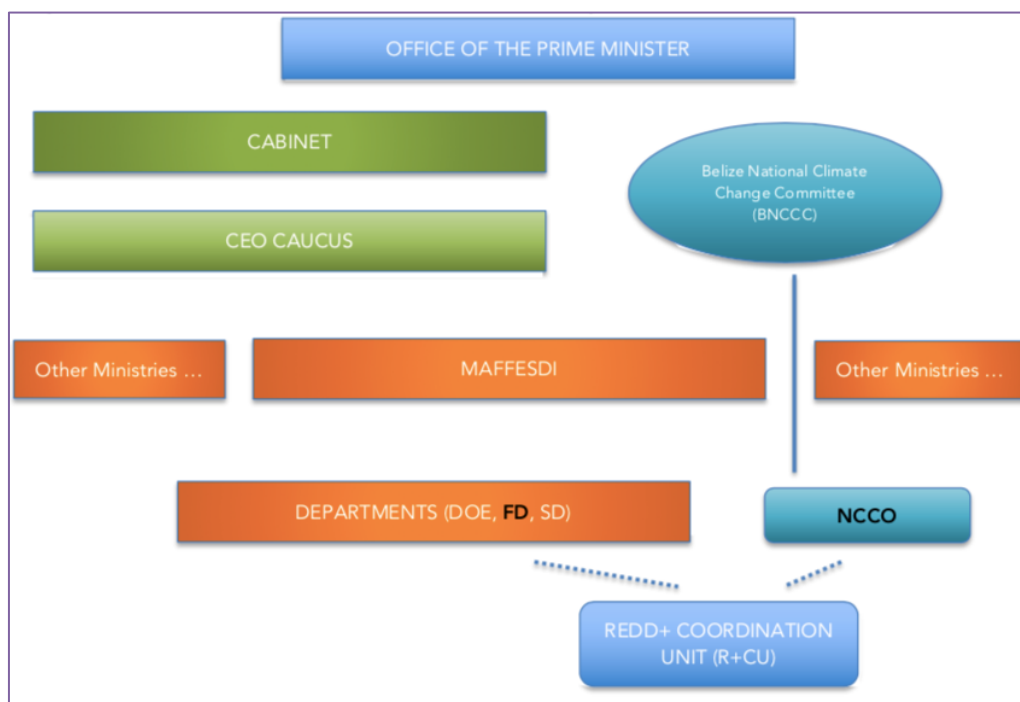 OFFICE OF THE PRIME MINISTER
CABINET
Belize National Climate
Change Committee
(BNCCC)
CEO CAUCUS
Other Ministries …
MAFFESDI
Other Ministries …
DEPARTMENTS (DOE, FD, SD)
NCCO
REDD+ COORDINATION
UNIT (R+CU)